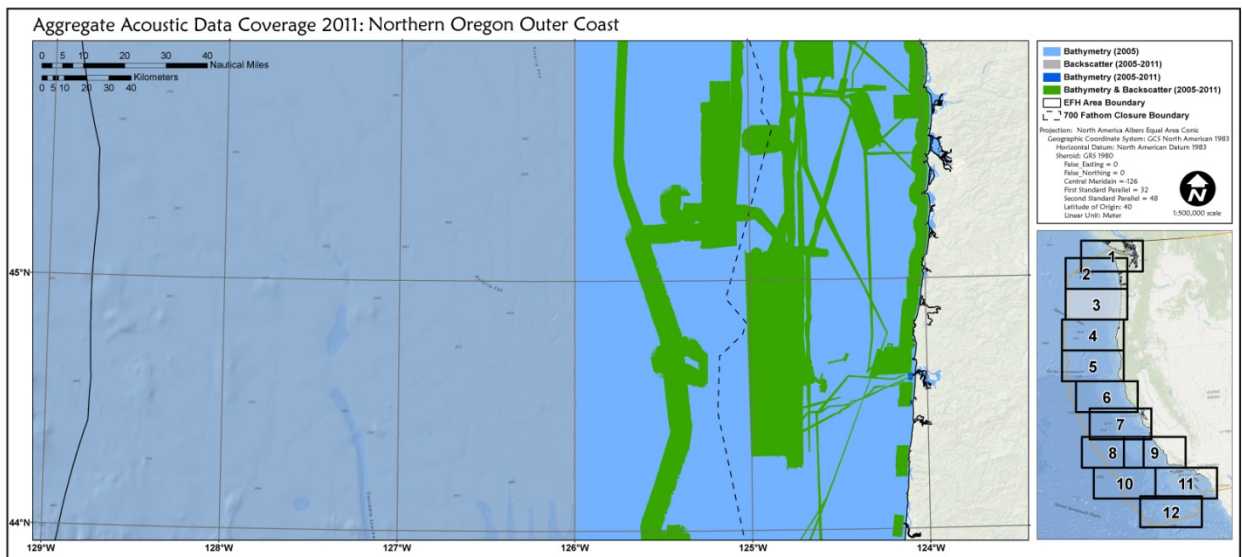 Aggregate Acoustic Data Coverage 2011: Northern Oregon Outer Coast
0 5 10 20 30 40
Nautical Miles
Kilometers
0 5 10 20 30 40
45°N
44°N
129°W 128°W 127°W 126°W 125°W 124°W
Bathymetry (2005)
Backscatter (2005-2011)
Bathymetry (2005-2011)
Bathymetry & Backscatter (2005-2011)
EFH Area Boundary
700 Fathom Closure Boundary
Projection: North America Albers Equal Area Conic
Geographic Coordinate System: GCS North American 1983
Horizontal Datum: North American Datum 1983
Sheroid: GRS 1980
False_Easting = 0
False_Northing = 0
Central Meridain = -126
First Standard Parallel = 32
Second Standard Parallel = 48
Latitude of Origin: 40
Linear Unit: Meter
N
1:500,000 scale
1
2
3
4
5
6
7
8 9
10 11
12